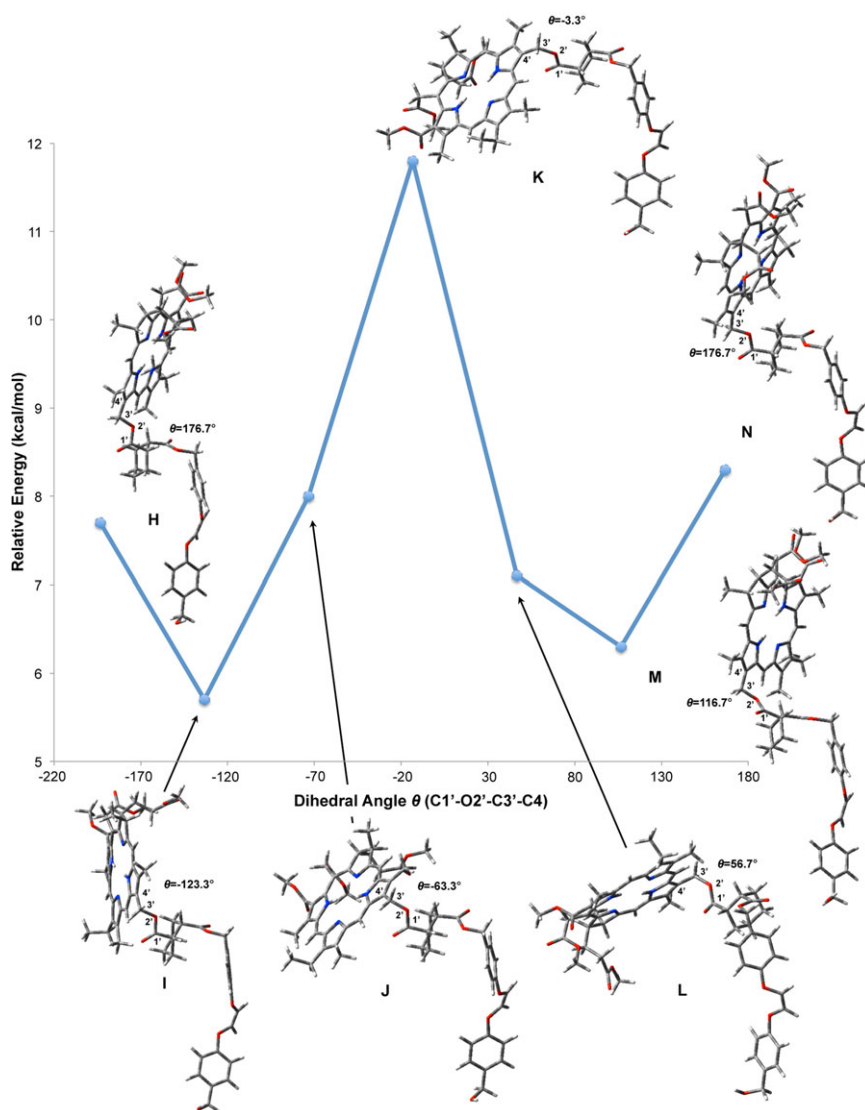 θ=-3.3°
3'
2'
4'
1'
K
12
11
10
9
8
7
6
5
Relative Energy (kcal/mol)
4'
3'
2'
1'
θ=176.7°
H
4'
3'
2'
θ=176.7°
1'
N
M
4'
3'
θ=116.7°
2'
1'
-220
-170
-120
-70
-20
30
80
130
180
Dihedral Angle θ (C1'-O2'-C3'-C4)
θ=-123.3°
4'
3'
2'
1'
I
θ=-63.3°
4'
3'
2'
1'
J
θ=56.7°
3'
4'
2'
1'
L